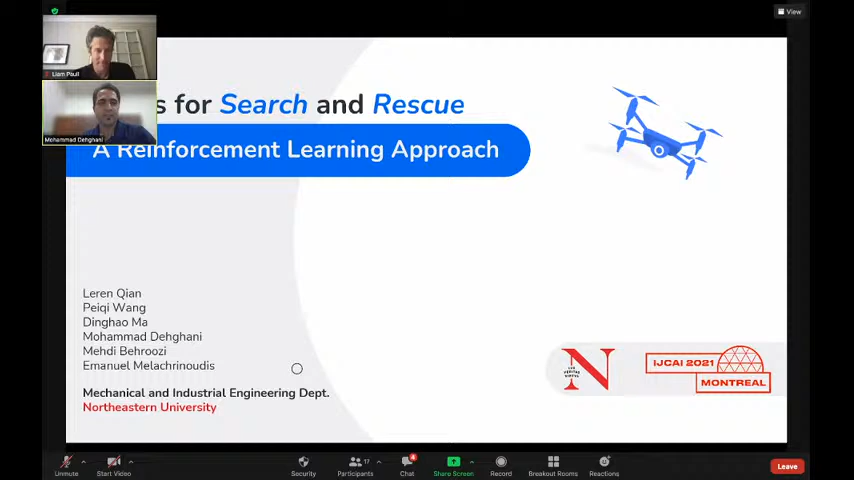 View
Liam Paull
Mohammad Dehghani
s for Search and Rescue
A Reinforcement Learning Approach
Leren Qian
Peiqi Wang
Dinghao Ma
Mohammad Dehghani
Mehdi Behroozi
Emanuel Melachrinoudis
Mechanical and Industrial Engineering Dept.
Northeastern University
N
IJCAI 2021
MONTREAL
Unmute
Start Video
Security
Participants
17
Chat
Share Screen
Record
Breakout Rooms
Reactions
Leave